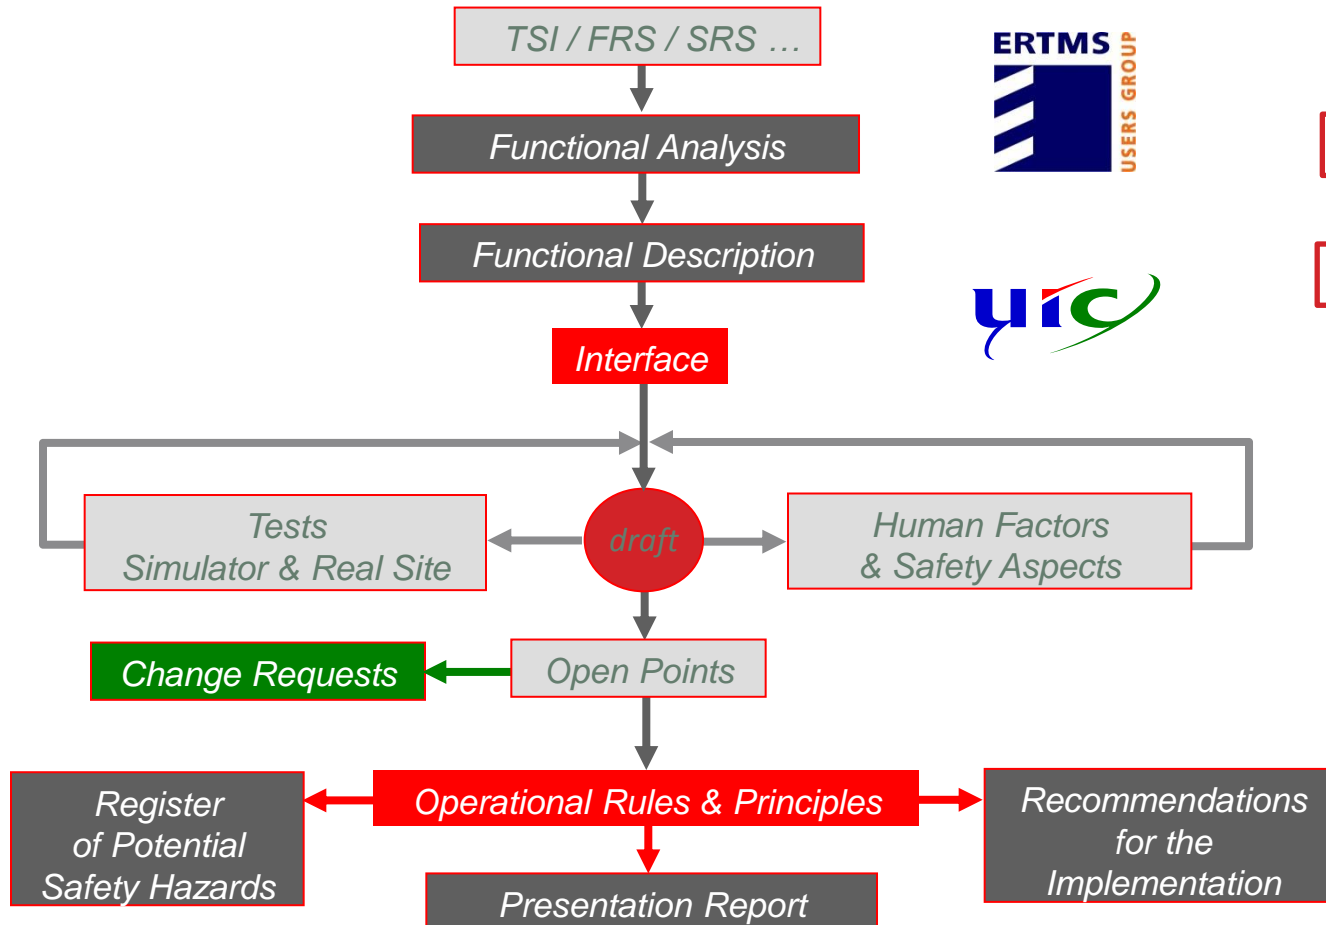 TSI / FRS / SRS …
ERTMS
USERS GROUP
Functional Analysis
Functional Description
uic
Interface
Tests
Simulator & Real Site
draft
Human Factors
& Safety Aspects
Change Requests
Open Points
Register
of Potential
Safety Hazards
Operational Rules & Principles
Recommendations
for the
Implementation
Presentation Report